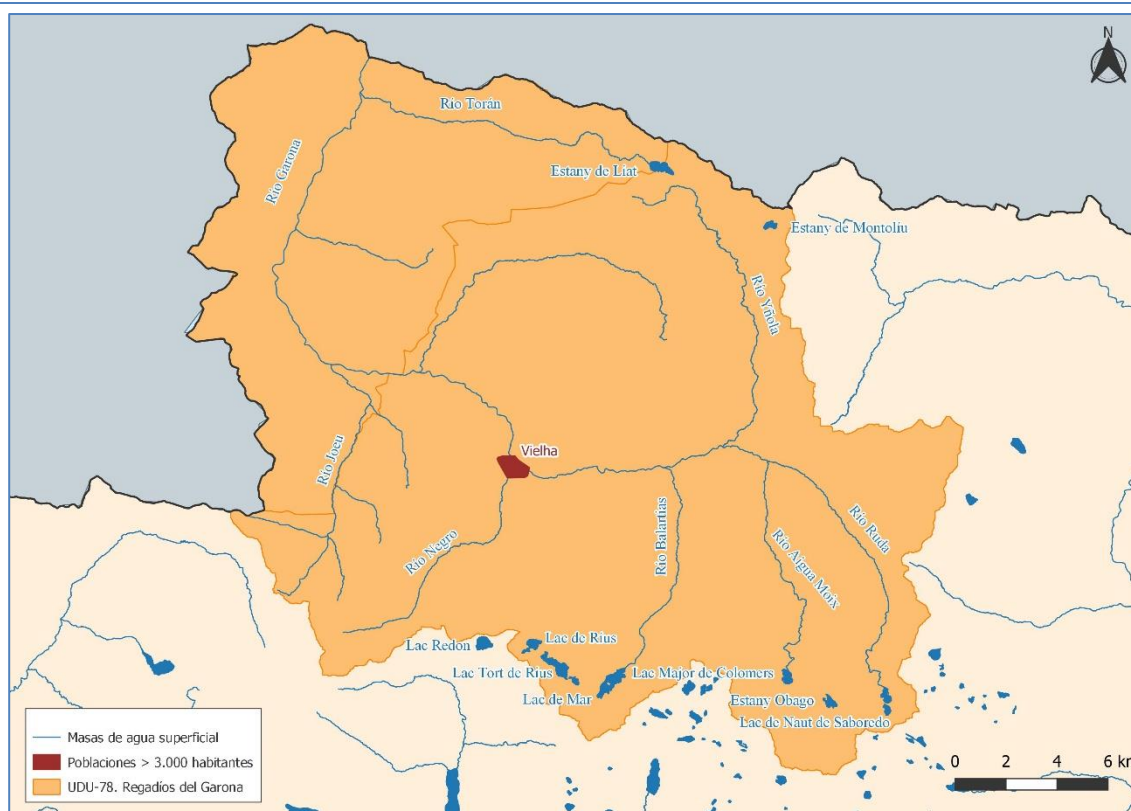 N
Río Torán
Río Garona
Estany de Liat
Estany de Montolíu
Río Yñola
Río Joeu
Vielha
Río Negro
Río Balartias
Río Aigua Moix
Río Ruda
Lac Redon
Lac de Rius
Lac Tort de Rius
Lac Major de Colomers
Lac de Mar
Estany Obago
Lac de Naut de Saboredo
Masas de agua superficial
Poblaciones > 3.000 habitantes
UDU-78. Regadíos del Garona
0 2 4 6 km